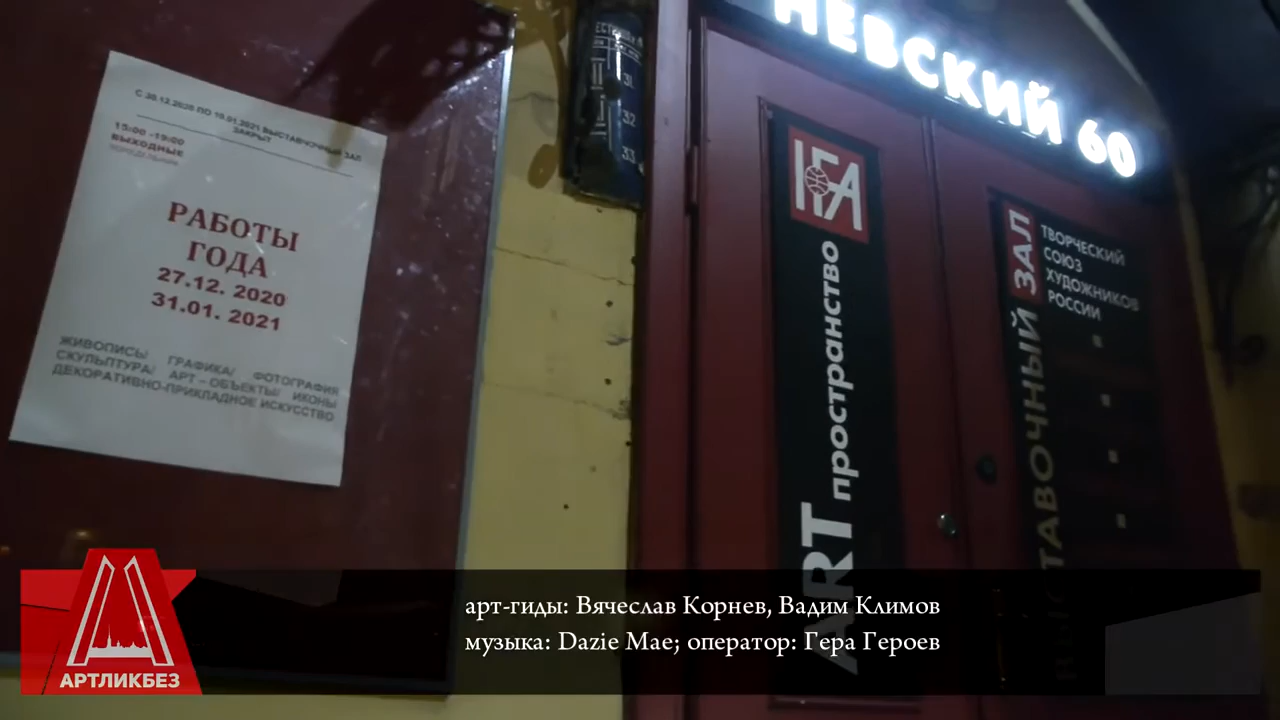 С 30.12.2020 ПО 10.01.2021 ВЫСТАВЧОЧНЫЙ ЗАЛ
ЗАКРЫТ
15:00 -19:00
ВЫХОДНЫЕ
ПОНЕДЕЛЬНИК
РАБОТЫ
ГОДА
27.12. 2020
31.01. 2021
ЖИВОПИСЬ/ ГРАФИКА/ ФОТОГРАФИЯ
СКУЛЬПТУРА/ АРТ – ОБЪЕКТЫ/ ИКОНЫ
ДЕКОРАТИВНО-ПРИКЛАДНОЕ ИСКУССТВО
31
32
33
НЕВСКИЙ 60
IFA
ART пространство
ВЫСТАВОЧНЫЙ ЗАЛ
ТВОРЧЕСКИЙ
СОЮЗ
ХУДОЖНИКОВ
РОССИИ
арт-гиды: Вячеслав Корнев, Вадим Климов
музыка: Dazie Mae; оператор: Гера Героев
АРТЛИКБЕЗ